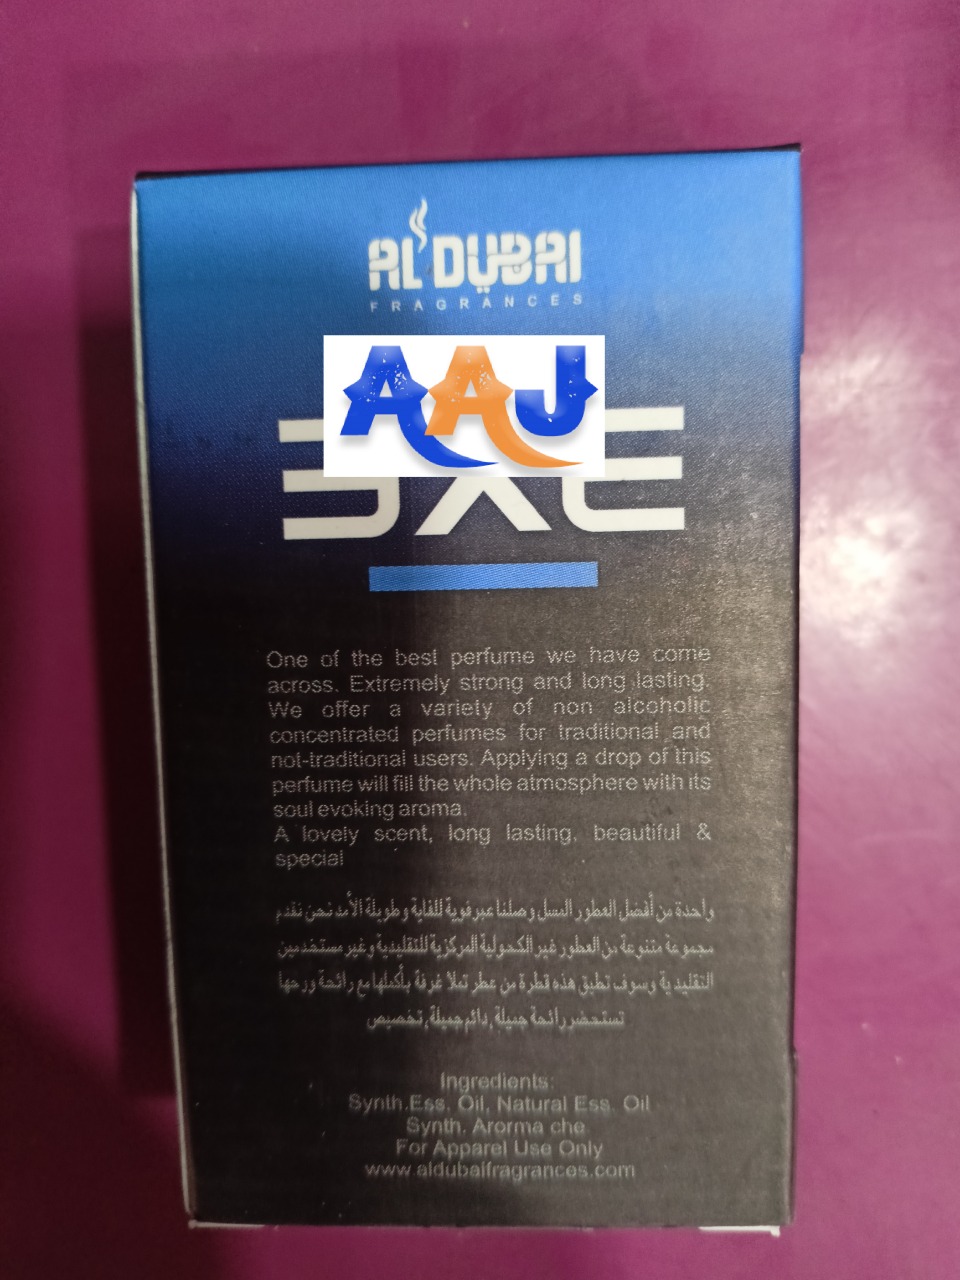 AL DUBAI
FRAGRANCES
AAJ
One of the best perfume we have come
across. Extremely strong and long lasting.
We offer a variety of non alcoholic
concentrated perfumes for traditional and
not-traditional users. Applying a drop of this
perfume will fill the whole atmosphere with its
soul evoking aroma.
A lovely scent, long lasting, beautiful &
special
واحدة من أفضل العطور المسل وصلنا عبر قوية للغاية وطويلة الأمد نحن نقدم
مجموعة متنوعة من العطور غير الكحولية المركزية للتقليدية وغير مستخدمين
التقليدية وسوف تطبق هذه قطرة من عطر تملا غرفة بأكملها مع رائحة ورحها
تستحضر رائحة جميلة, دائم جميلة, تخصيص
Ingredients:
Synth.Ess. Oil, Natural Ess. Oil
Synth. Arorma che
For Apparel Use Only
www.aldubaifragrances.com